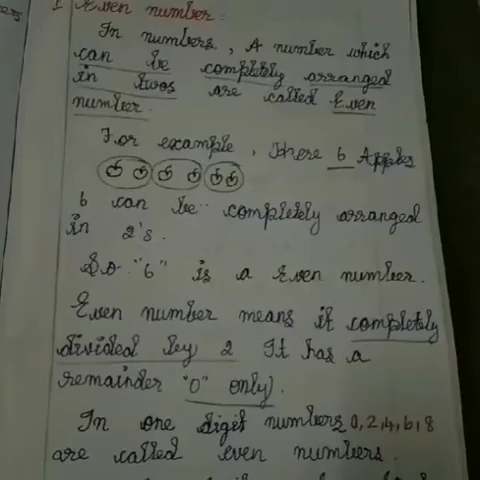 1 Even number:
In numbers, A number which
can be completely arranged
in twos are called Even
number.
For example, there 6 Apples
6 can be completely arranged
in 2's.
So "6" is a Even number.
Even number means it completely
divided by 2 It has a
remainder "0" only).
In one digit numbers 0,2,4,6,8
are called even numbers.